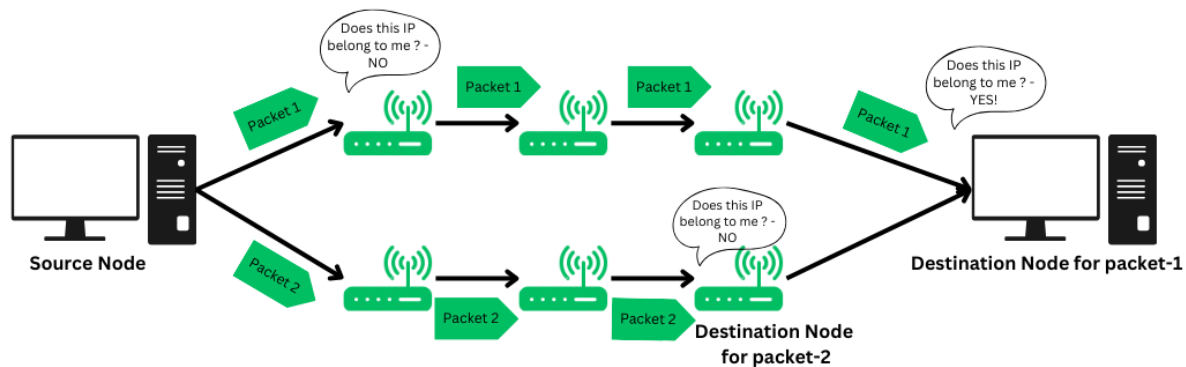 Does this IP
belong to me ? -
NO
Packet 1
Packet 1
Packet 1
Does this IP
belong to me ? -
YES!
Packet 1
Source Node
Destination Node for packet-1
Does this IP
belong to me ? -
NO
Packet 2
Packet 2
Packet 2
Destination Node
for packet-2